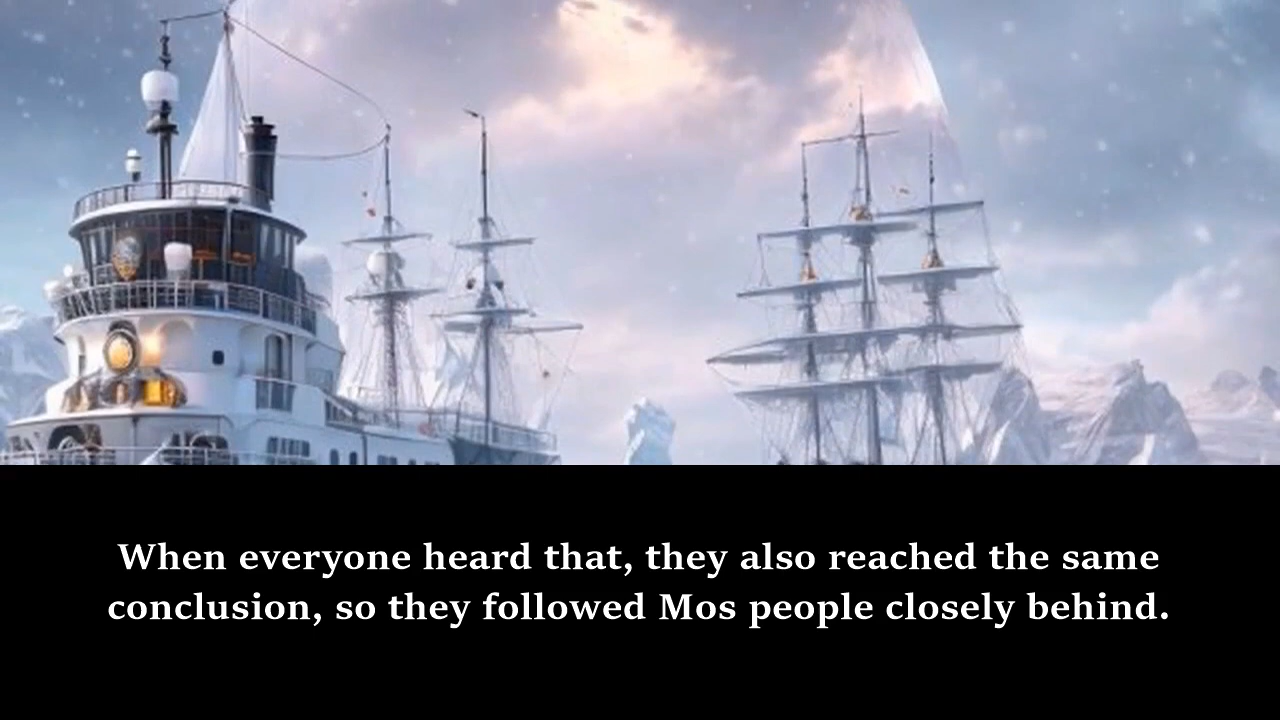 When everyone heard that, they also reached the same
conclusion, so they followed Mos people closely behind.